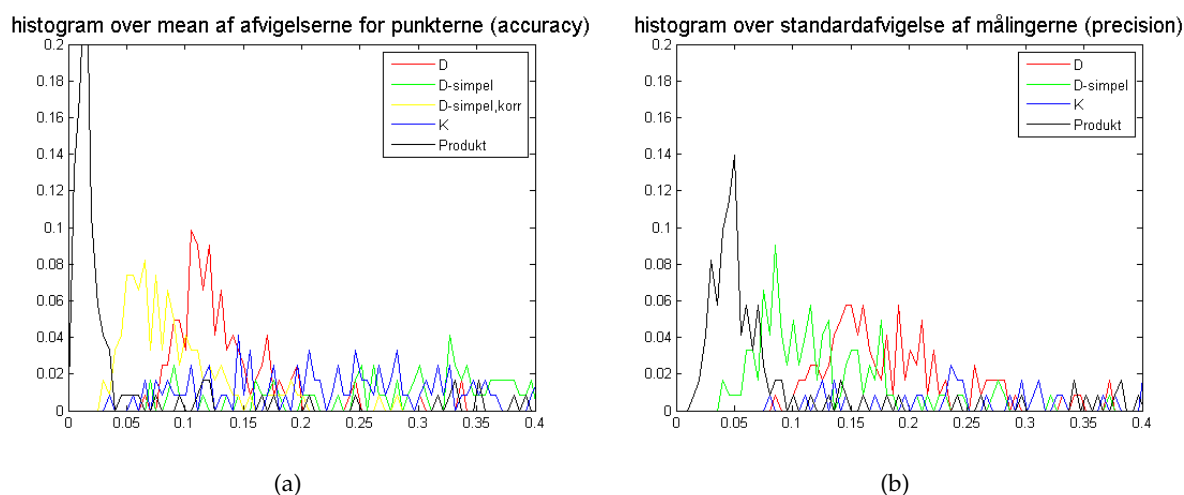 histogram over mean af afvigelserne for punkterne (accuracy)
0.2
0.18
0.16
0.14
0.12
0.1
0.08
0.06
0.04
0.02
0
0 0.05 0.1 0.15 0.2 0.25 0.3 0.35 0.4
D
D-simpel
D-simpel,korr
K
Produkt
(a)
histogram over standardafvigelse af målingerne (precision)
0.2
0.18
0.16
0.14
0.12
0.1
0.08
0.06
0.04
0.02
0
0 0.05 0.1 0.15 0.2 0.25 0.3 0.35 0.4
D
D-simpel
K
Produkt
(b)